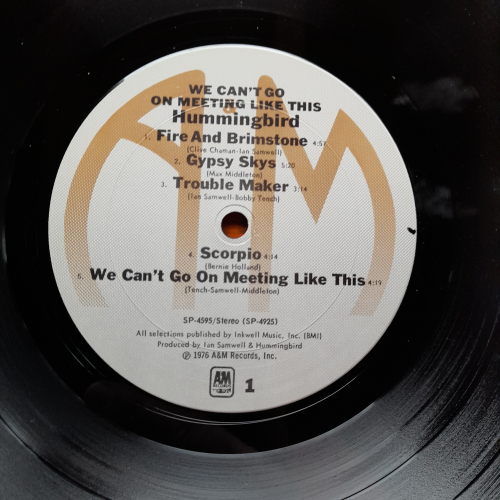 WE CAN'T GO
ON MEETING LIKE THIS
Hummingbird
1. Fire And Brimstone 4:57
(Clive Chaman-Ian Samwell)
2. Gypsy Skys 5:20
(Max Middleton)
3. Trouble Maker 3:14
(Ian Samwell-Bobby Tench)
4. Scorpio 4:14
(Bernie Holland)
5. We Can't Go On Meeting Like This 4:19
(Tench-Samwell-Middleton)
SP-4595/Stereo (SP-4925)
All selections published by Inkwell Music, Inc. (BMI)
Produced by Ian Samwell & Hummingbird
℗ 1976 A&M Records, Inc.
AM
1